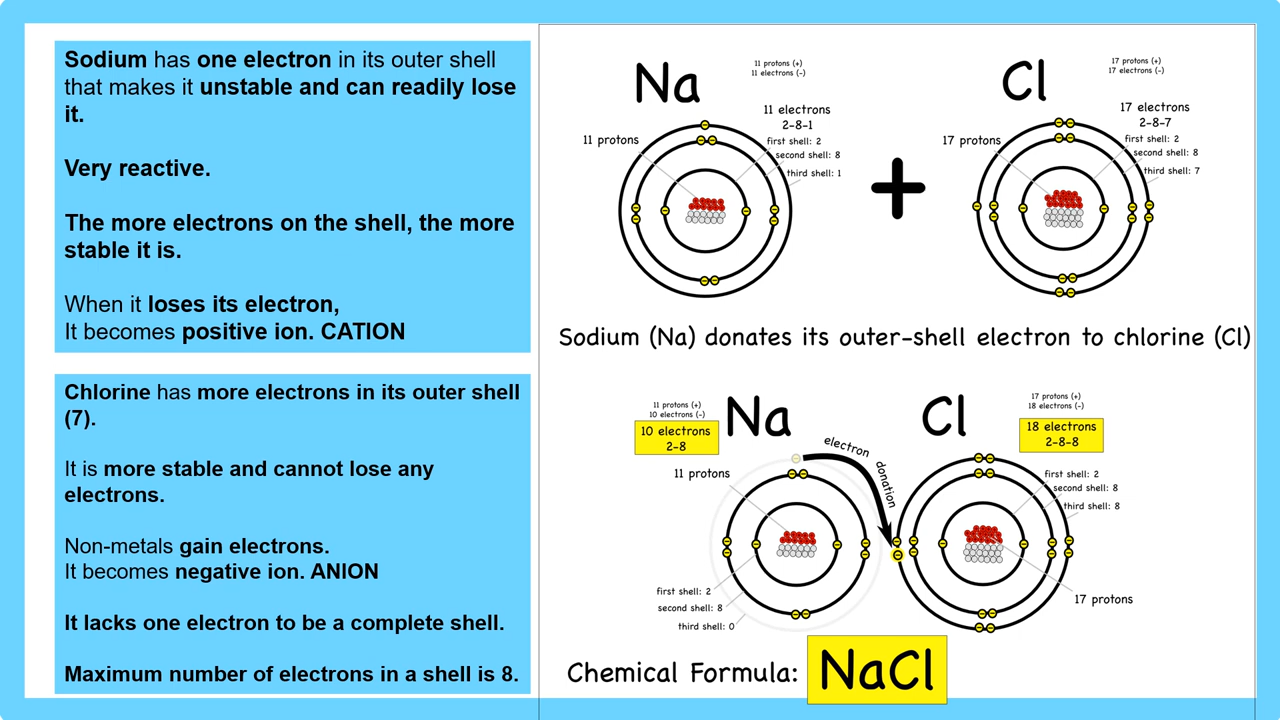 Sodium has one electron in its outer shell
that makes it unstable and can readily lose
it.
Very reactive.
The more electrons on the shell, the more
stable it is.
When it loses its electron,
It becomes positive ion. CATION
Chlorine has more electrons in its outer shell
(7).
It is more stable and cannot lose any
electrons.
Non-metals gain electrons.
It becomes negative ion. ANION
It lacks one electron to be a complete shell.
Maximum number of electrons in a shell is 8.
Na
11 protons (+)
11 electrons (-)
11 electrons
2-8-1
11 protons
first shell: 2
second shell: 8
third shell: 1
+
Cl
17 protons (+)
17 electrons (-)
17 electrons
2-8-7
17 protons
first shell: 2
second shell: 8
third shell: 7
Sodium (Na) donates its outer-shell electron to chlorine (Cl)
11 protons (+)
10 electrons (-)
10 electrons
2-8
Na
11 protons
electron donation
first shell: 2
second shell: 8
third shell: 0
Cl
17 protons (+)
18 electrons (-)
18 electrons
2-8-8
first shell: 2
second shell: 8
third shell: 8
17 protons
Chemical Formula: NaCl